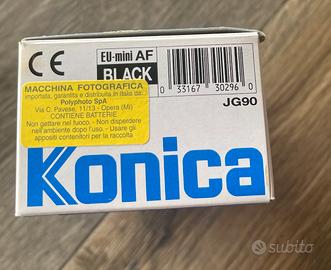 CE
EU-mini AF
BLACK
0 33167 30290 0
JG90
MACCHINA FOTOGRAFICA
importata, garantita e distribuita in Italia da:
Polyphoto SpA
Via C. Pavese, 11/13 - Opera (Mi)
CONTIENE BATTERIE
Non gettare nel fuoco. - Non disperdere
nell'ambiente dopo l'uso. - Usare gli
appositi contenitori per la raccolta
Konica
subito